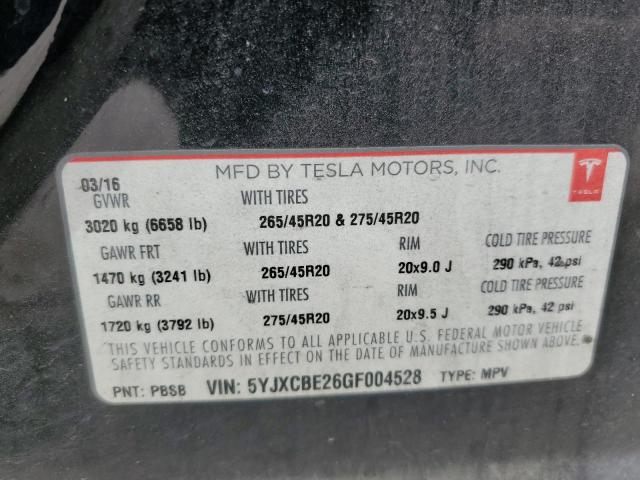 MFD BY TESLA MOTORS, INC.
TESLA
03/16
GVWR WITH TIRES
3020 kg (6658 lb) 265/45R20 & 275/45R20
GAWR FRT WITH TIRES RIM COLD TIRE PRESSURE
1470 kg (3241 lb) 265/45R20 20x9.0 J 290 kPa, 42 psi
GAWR RR WITH TIRES RIM COLD TIRE PRESSURE
1720 kg (3792 lb) 275/45R20 20x9.5 J 290 kPa, 42 psi
THIS VEHICLE CONFORMS TO ALL APPLICABLE U.S. FEDERAL MOTOR VEHICLE
SAFETY STANDARDS IN EFFECT ON THE DATE OF MANUFACTURE SHOWN ABOVE.
PNT: PBSB VIN: 5YJXCBE26GF004528 TYPE: MPV